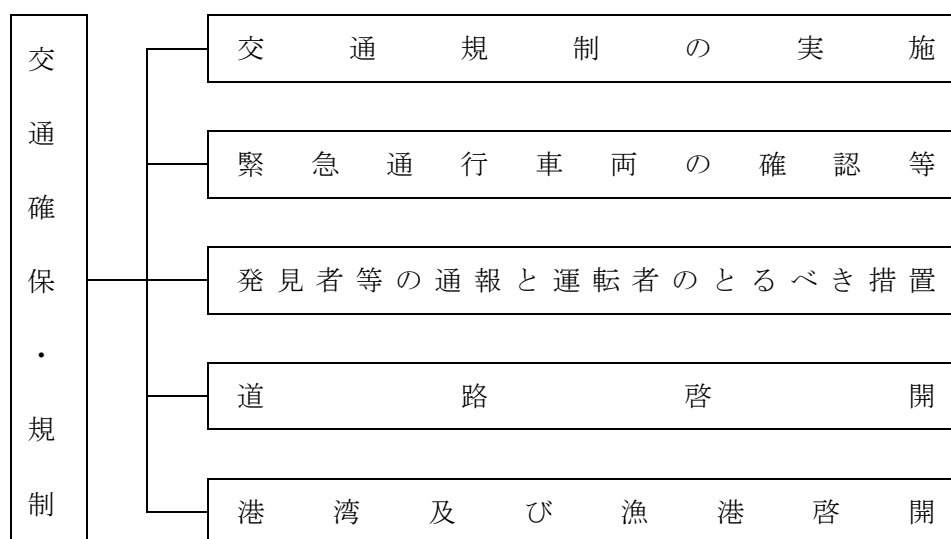 交通確保・規制
交通規制の実施
緊急通行車両の確認等
発見者等の通報と運転者のとるべき措置
道路啓開
港湾及び漁港啓開